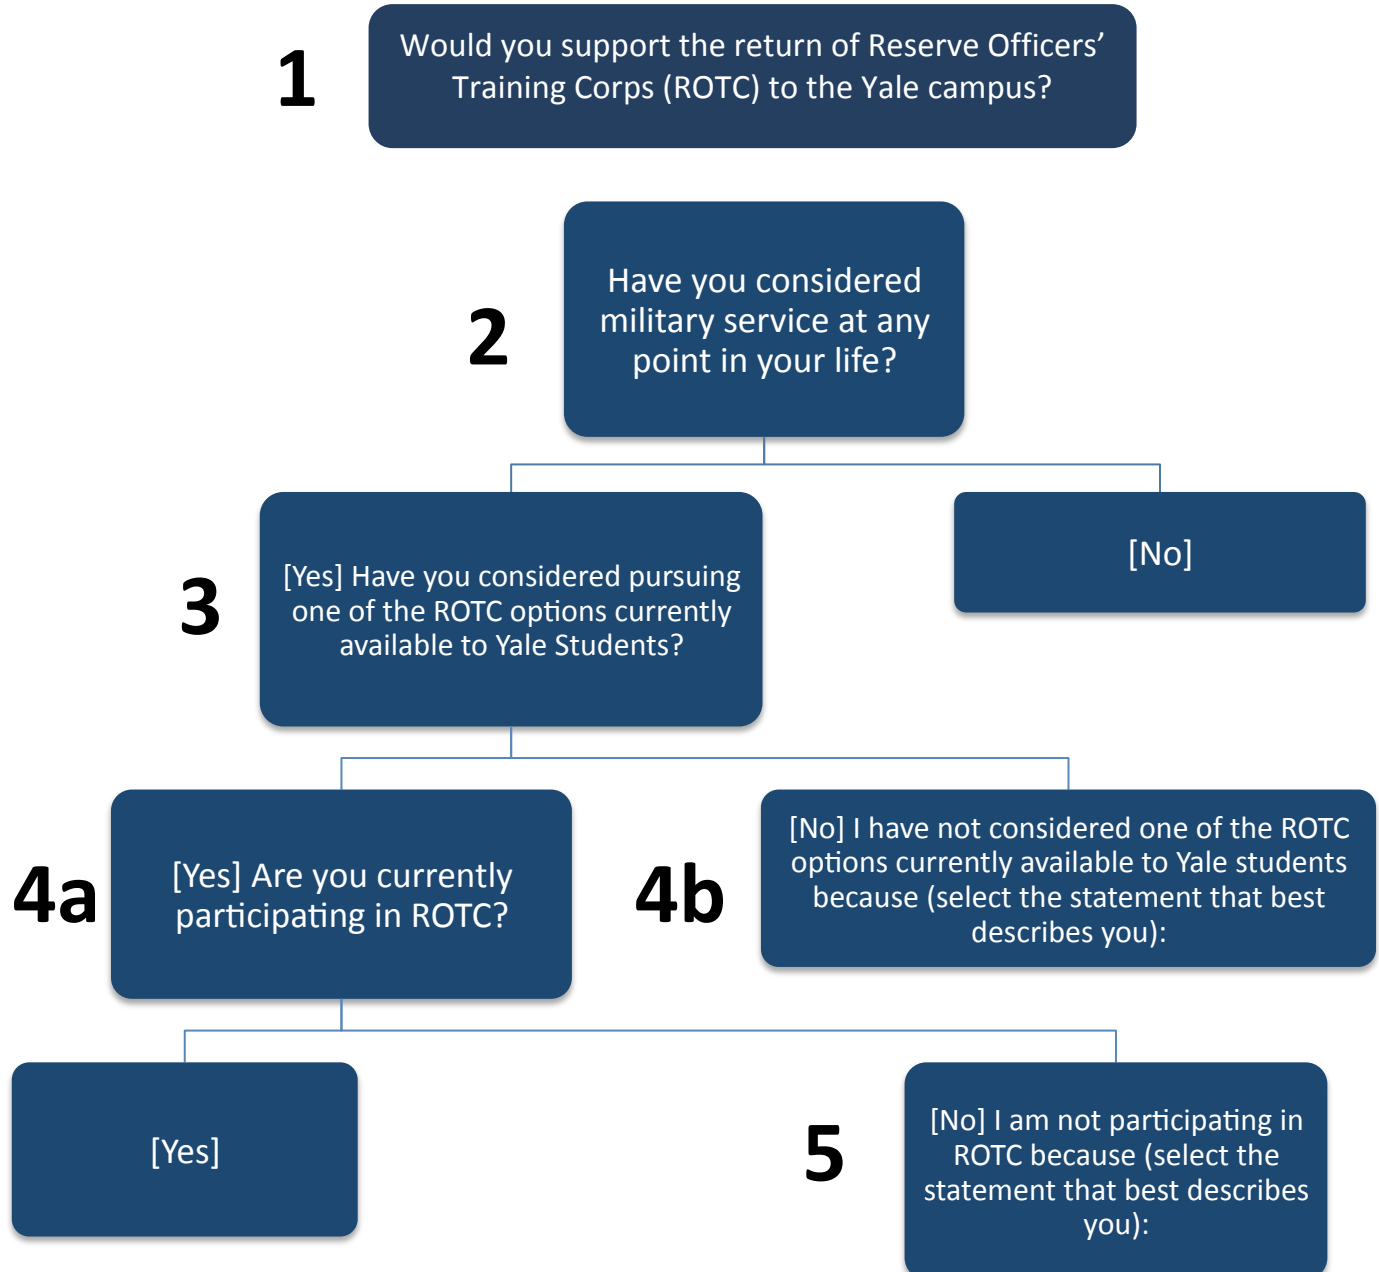 1
Would you support the return of Reserve Officers’
Training Corps (ROTC) to the Yale campus?
2
Have you considered
military service at any
point in your life?
3
[Yes] Have you considered pursuing
one of the ROTC options currently
available to Yale Students?
[No]
4a
[Yes] Are you currently
participating in ROTC?
4b
[No] I have not considered one of the ROTC
options currently available to Yale students
because (select the statement that best
describes you):
[Yes]
5
[No] I am not participating in
ROTC because (select the
statement that best describes
you):